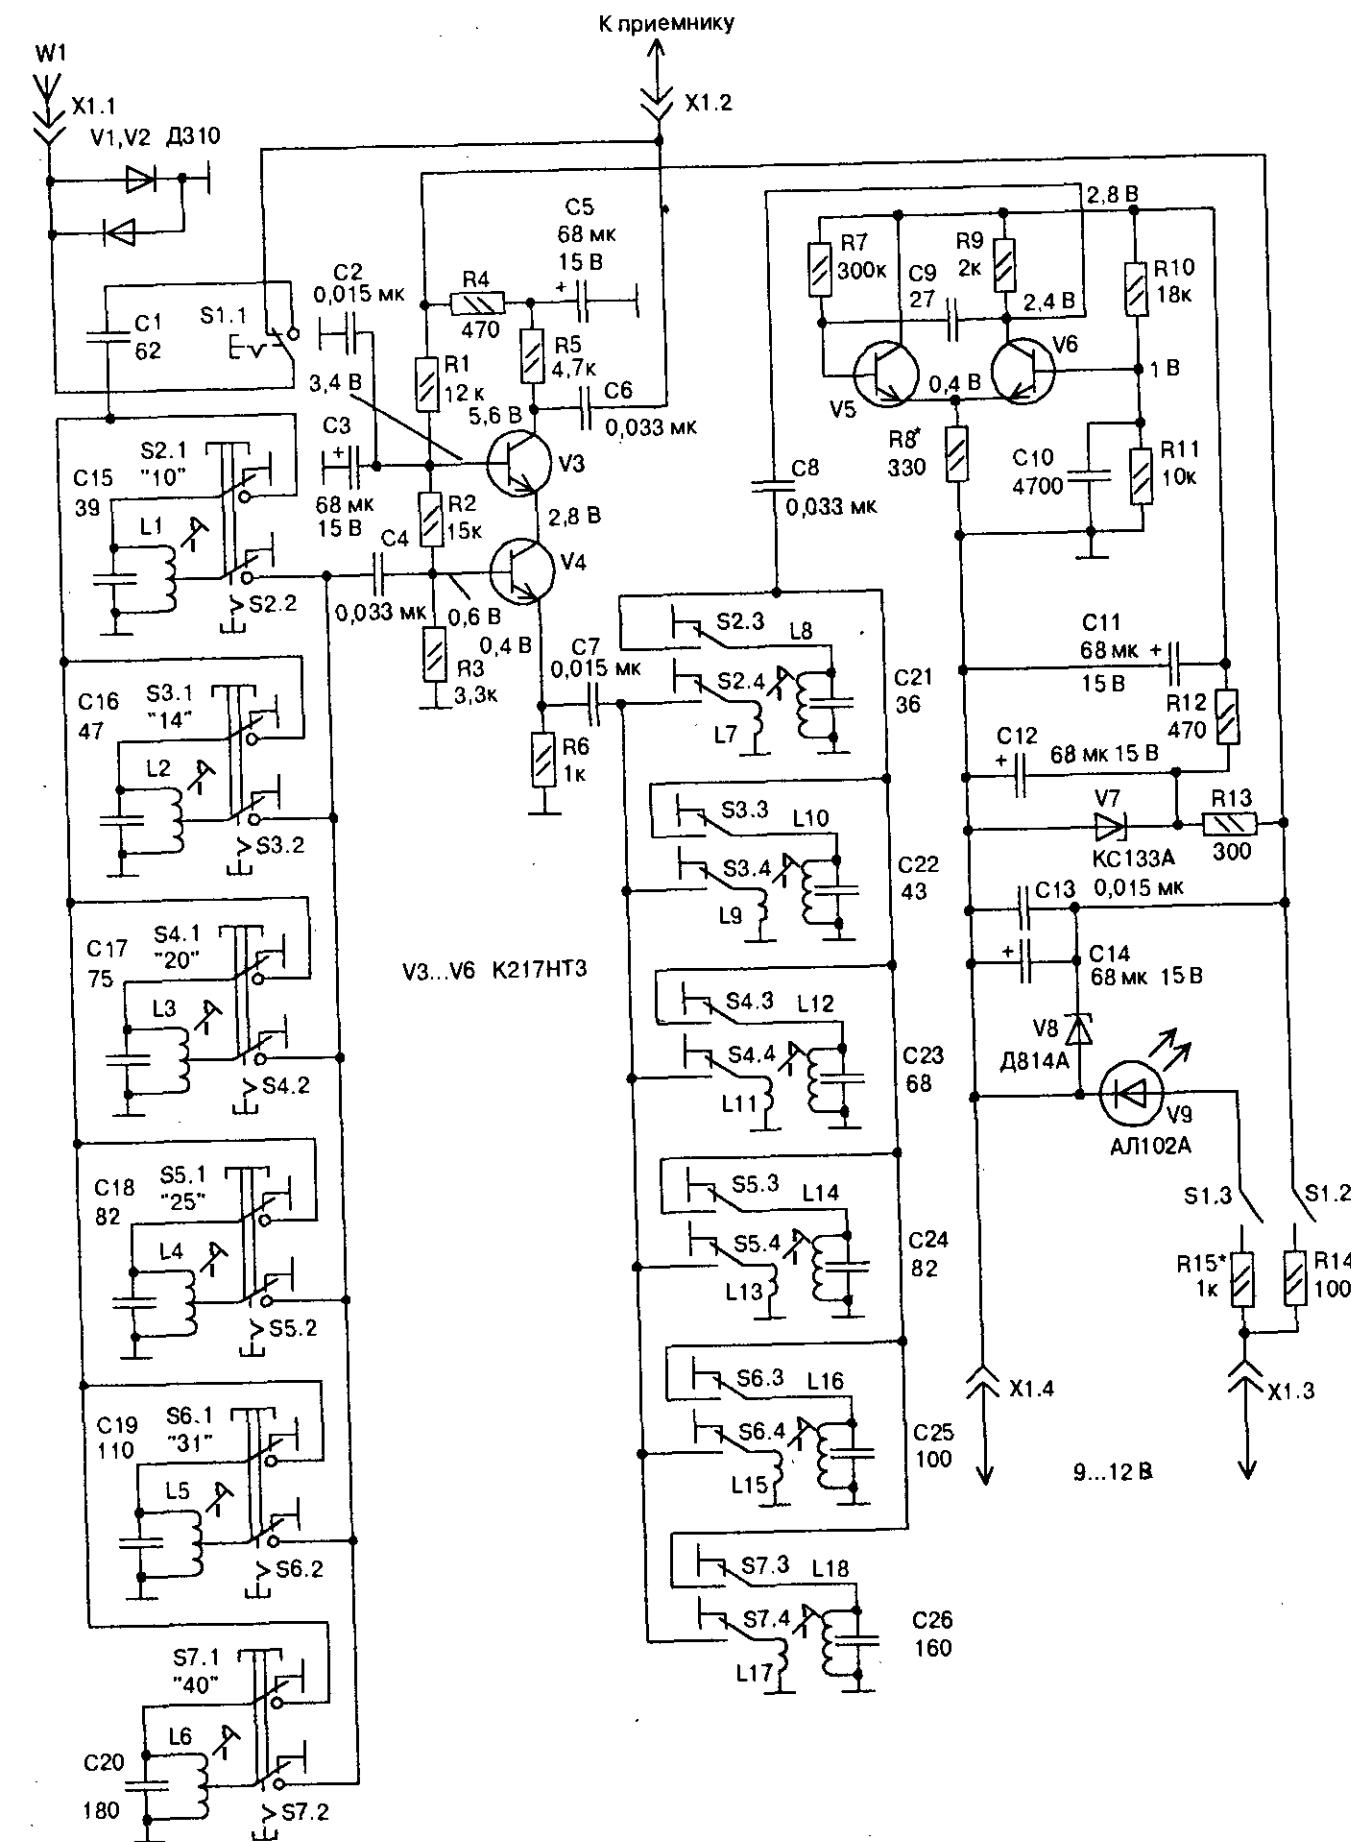 К приемнику
W1
X1.1
X1.2
V1,V2 Д310
C1
62
S1.1
C2
0,015 мк
3,4 В
C3
68 мк
15 В
R4
470
C5
68 мк
15 В
R1
12 к
R5
4,7к
5,6 В
C6
0,033 мк
V3
R2
15к
2,8 В
V4
C4
0,033 мк
0,6 В
0,4 В
R3
3,3к
C7
0,015 мк
R6
1к
2,8 В
R7
300к
C9
27
R9
2к
2,4 В
R10
18к
V6
1 В
V5
0,4 В
R8*
330
C10
4700
R11
10к
C8
0,033 мк
C11
68 мк
15 В
R12
470
C12
68 мк 15 В
V7
КС133А
R13
300
C13
0,015 мк
C14
68 мк 15 В
V8
Д814А
V9
АЛ102А
S1.3
S1.2
R15*
1к
R14
100
X1.4
X1.3
9...12 В
V3...V6 К217НТ3
S2.1
"10"
C15
39
L1
S2.2
C16
47
S3.1
"14"
L2
S3.2
C17
75
S4.1
"20"
L3
S4.2
C18
82
S5.1
"25"
L4
S5.2
C19
110
S6.1
"31"
L5
S6.2
S7.1
"40"
L6
C20
180
S7.2
S2.3
L8
S2.4
L7
C21
36
S3.3
L10
S3.4
L9
C22
43
S4.3
L12
S4.4
L11
C23
68
S5.3
L14
S5.4
L13
C24
82
S6.3
L16
S6.4
L15
C25
100
S7.3
L18
S7.4
L17
C26
160